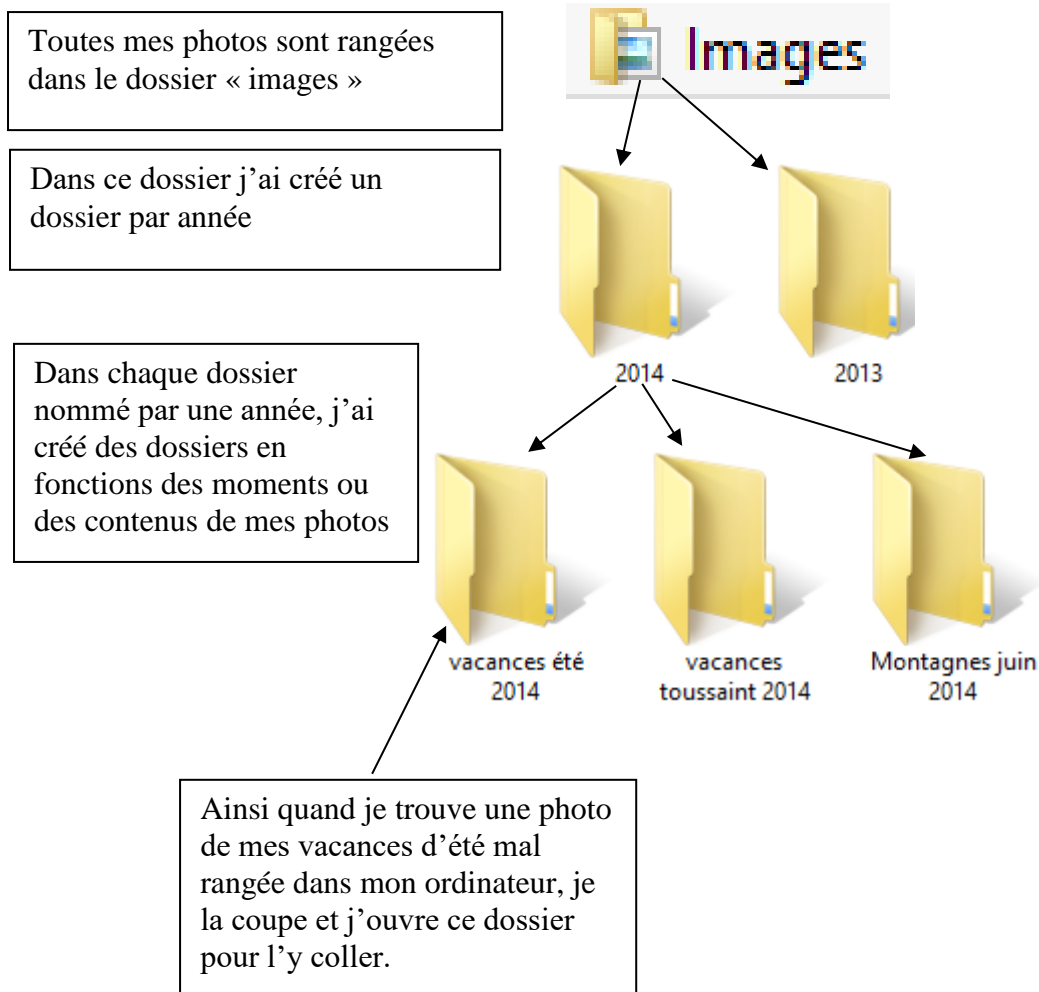 Toutes mes photos sont rangées
dans le dossier « images »
Images
Dans ce dossier j’ai créé un
dossier par année
2014
2013
Dans chaque dossier
nommé par une année, j’ai
créé des dossiers en
fonctions des moments ou
des contenus de mes photos
vacances été
2014
vacances
toussaint 2014
Montagnes juin
2014
Ainsi quand je trouve une photo
de mes vacances d’été mal
rangée dans mon ordinateur, je
la coupe et j’ouvre ce dossier
pour l’y coller.